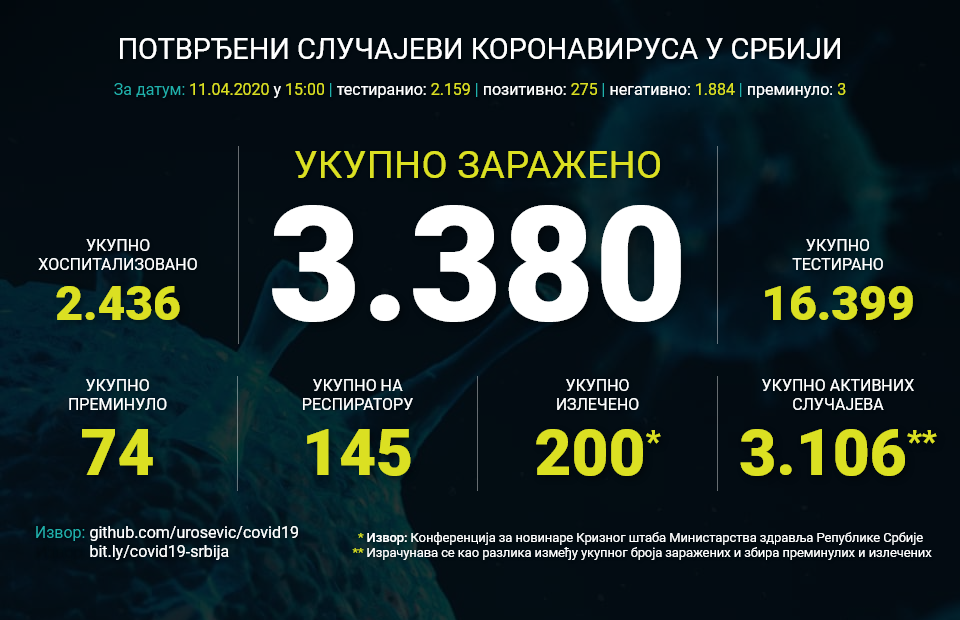 ПОТВРЂЕНИ СЛУЧАЈЕВИ КОРОНАВИРУСА У СРБИЈИ
За датум: 11.04.2020 у 15:00 | тестиранио: 2.159 | позитивно: 275 | негативно: 1.884 | преминуло: 3
УКУПНО ЗАРАЖЕНО
3.380
УКУПНО
ХОСПИТАЛИЗОВАНО
2.436
УКУПНО
ТЕСТИРАНО
16.399
УКУПНО
ПРЕМИНУЛО
74
УКУПНО НА
РЕСПИРАТОРУ
145
УКУПНО
ИЗЛЕЧЕНО
200*
УКУПНО АКТИВНИХ
СЛУЧАЈЕВА
3.106**
Извор: github.com/urosevic/covid19
bit.ly/covid19-srbija
* Извор: Конференција за новинаре Кризног штаба Министарства здравља Републике Србије
** Израчунава се као разлика између укупног броја заражених и збира преминулих и излечених